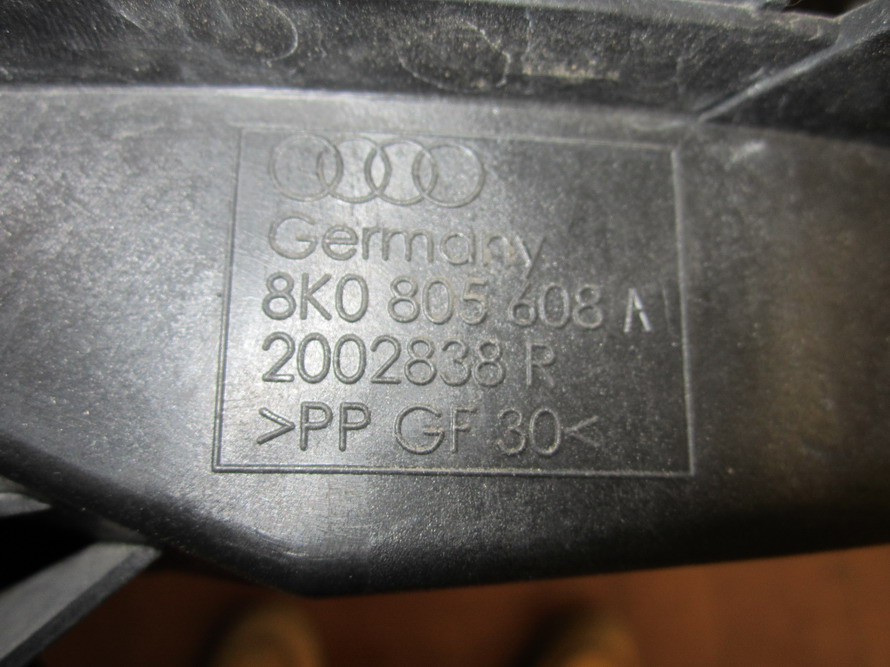 Germany
8K0 805 608 A
2002838 R
>PP GF 30<